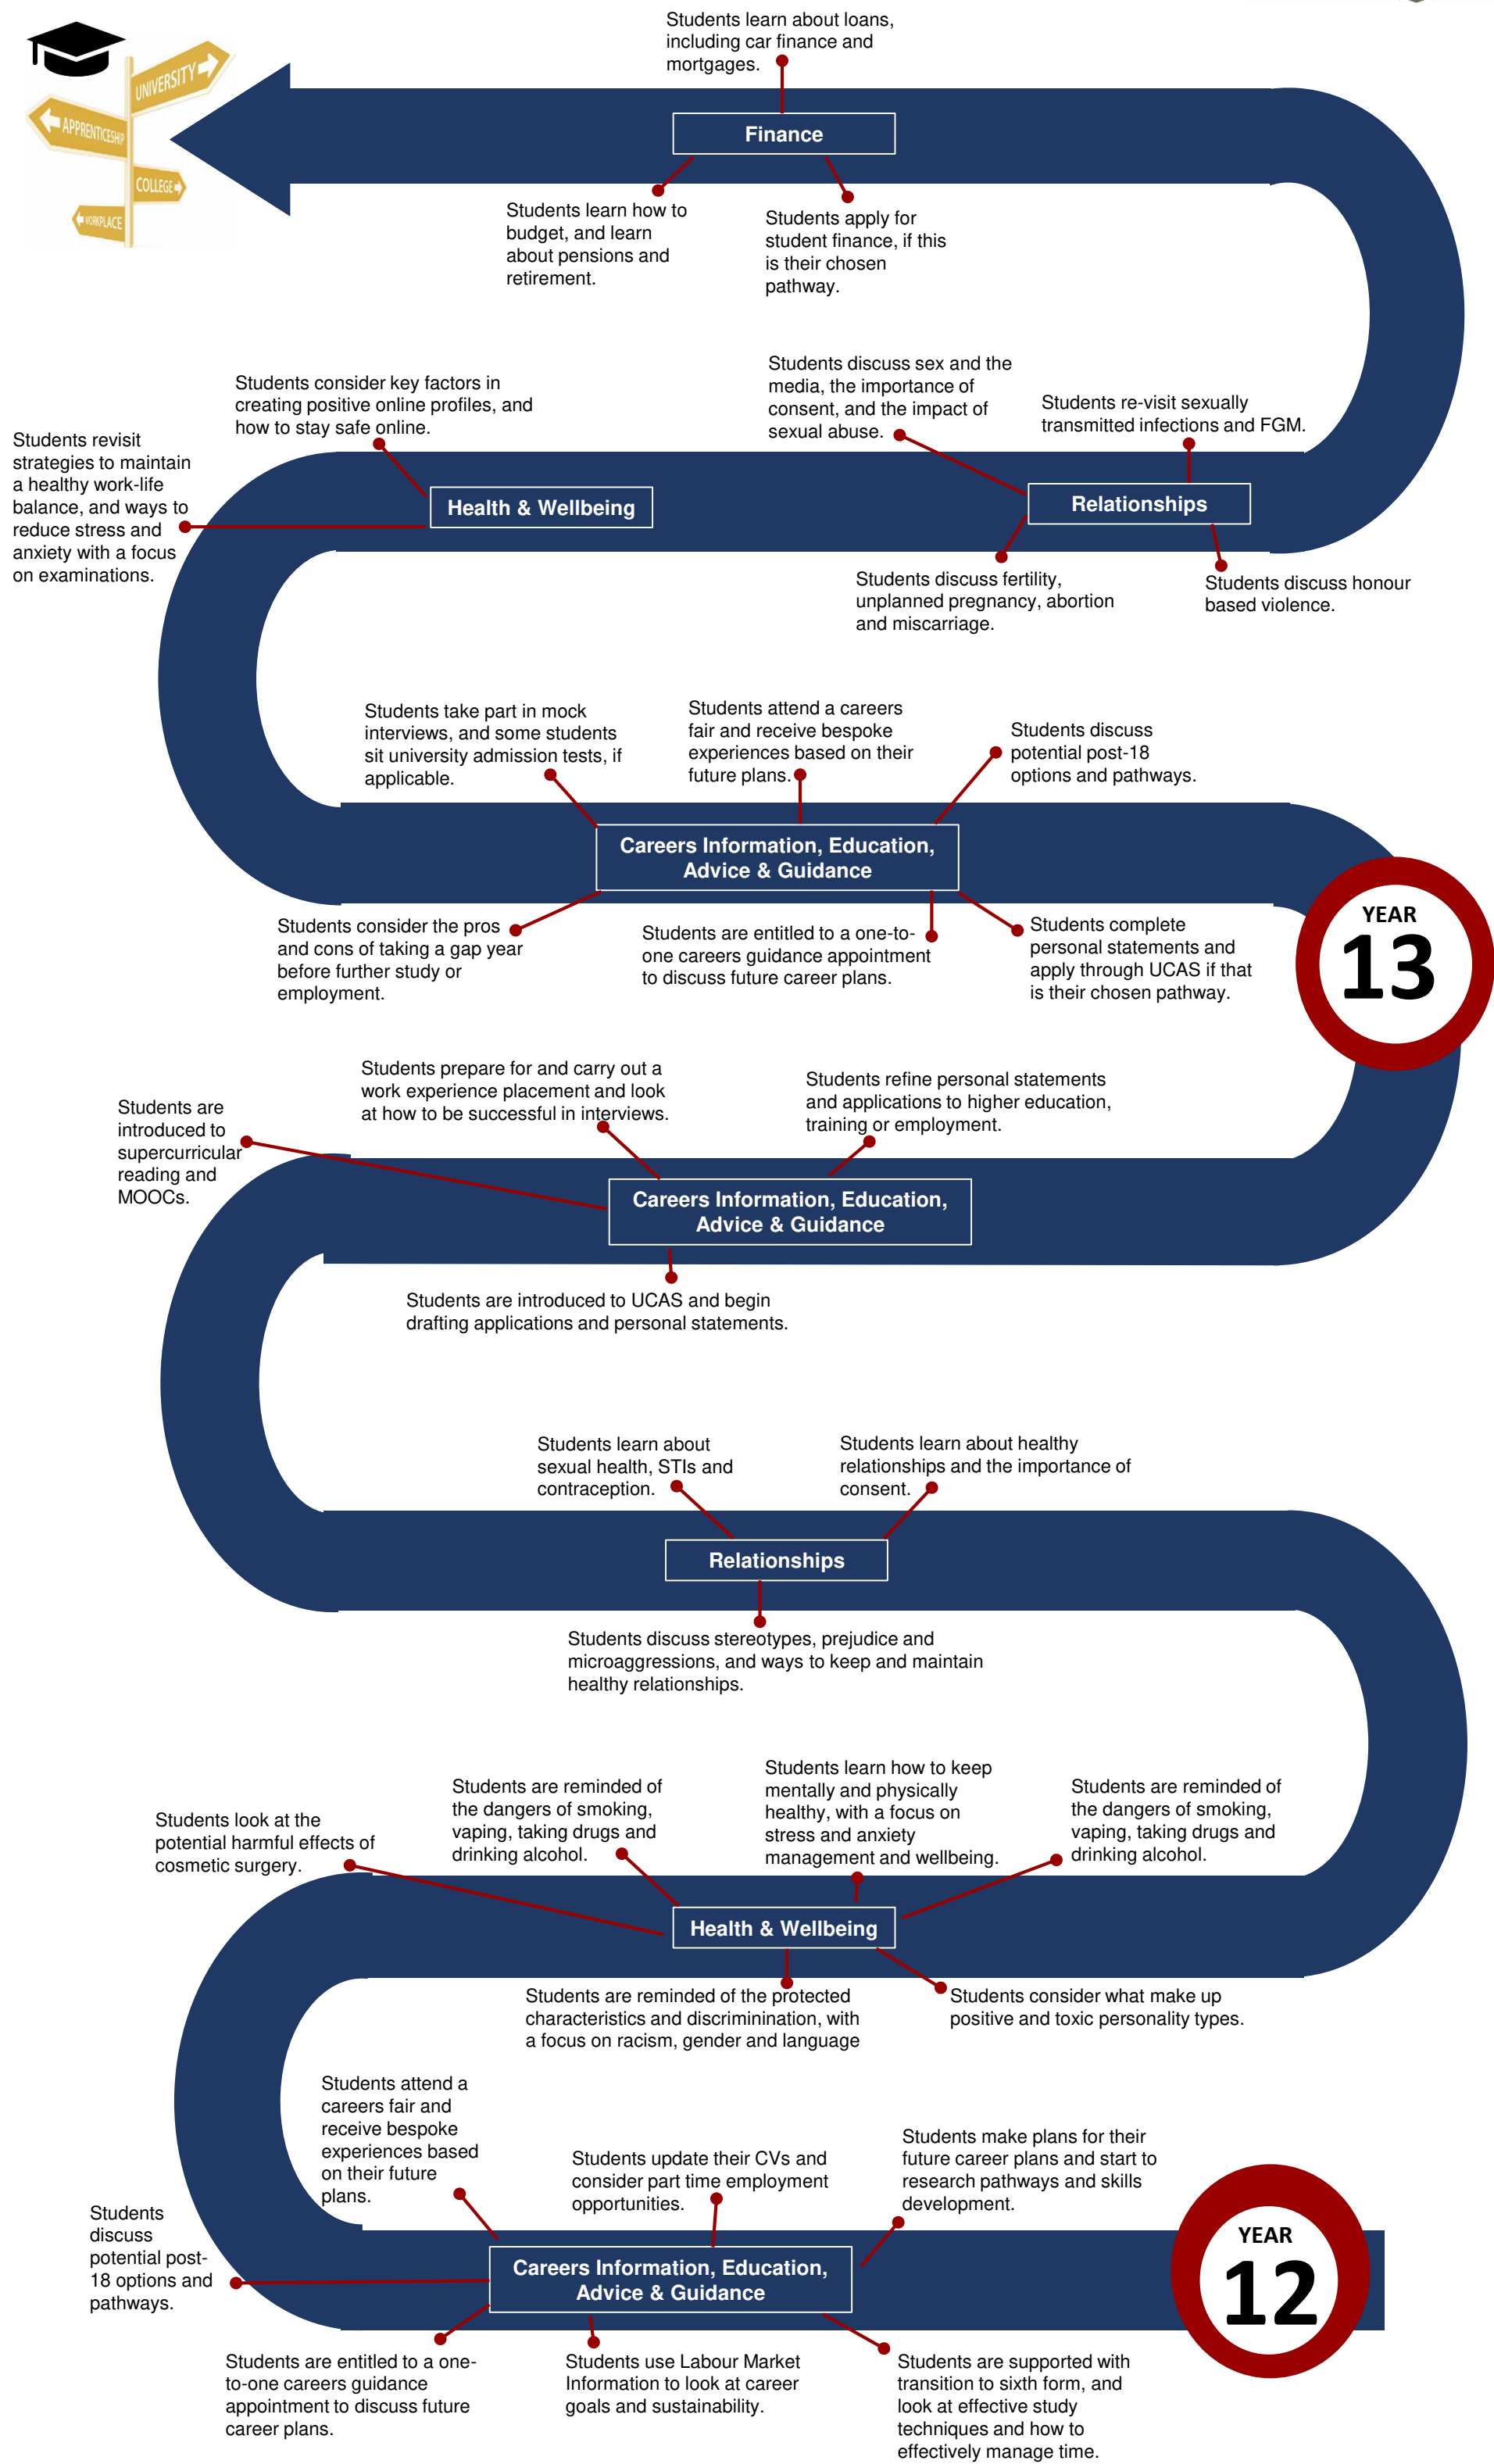 Students learn about loans,
including car finance and
mortgages.
UNIVERSITY
APPRENTICESHIP
COLLEGE
WORKPLACE
Finance
Students learn how to
budget, and learn
about pensions and
retirement.
Students apply for
student finance, if this
is their chosen
pathway.
Students discuss sex and the
media, the importance of
consent, and the impact of
sexual abuse.
Students re-visit sexually
transmitted infections and FGM.
Students consider key factors in
creating positive online profiles, and
how to stay safe online.
Students revisit
strategies to maintain
a healthy work-life
balance, and ways to
reduce stress and
anxiety with a focus
on examinations.
Health & Wellbeing
Relationships
Students discuss fertility,
unplanned pregnancy, abortion
and miscarriage.
Students discuss honour
based violence.
Students take part in mock
interviews, and some students
sit university admission tests, if
applicable.
Students attend a careers
fair and receive bespoke
experiences based on their
future plans.
Students discuss
potential post-18
options and pathways.
Careers Information, Education,
Advice & Guidance
Students consider the pros
and cons of taking a gap year
before further study or
employment.
Students are entitled to a one-to-
one careers guidance appointment
to discuss future career plans.
Students complete
personal statements and
apply through UCAS if that
is their chosen pathway.
YEAR
13
Students prepare for and carry out a
work experience placement and look
at how to be successful in interviews.
Students refine personal statements
and applications to higher education,
training or employment.
Students are
introduced to
supercurricular
reading and
MOOCs.
Careers Information, Education,
Advice & Guidance
Students are introduced to UCAS and begin
drafting applications and personal statements.
Students learn about
sexual health, STIs and
contraception.
Students learn about healthy
relationships and the importance of
consent.
Relationships
Students discuss stereotypes, prejudice and
microaggressions, and ways to keep and maintain
healthy relationships.
Students look at the
potential harmful effects of
cosmetic surgery.
Students are reminded of
the dangers of smoking,
vaping, taking drugs and
drinking alcohol.
Students learn how to keep
mentally and physically
healthy, with a focus on
stress and anxiety
management and wellbeing.
Students are reminded of
the dangers of smoking,
vaping, taking drugs and
drinking alcohol.
Health & Wellbeing
Students are reminded of the protected
characteristics and discriminination, with
a focus on racism, gender and language
Students consider what make up
positive and toxic personality types.
Students attend a
careers fair and
receive bespoke
experiences based
on their future
plans.
Students update their CVs and
consider part time employment
opportunities.
Students make plans for their
future career plans and start to
research pathways and skills
development.
Students
discuss
potential post-
18 options and
pathways.
Careers Information, Education,
Advice & Guidance
YEAR
12
Students are entitled to a one-
to-one careers guidance
appointment to discuss future
career plans.
Students use Labour Market
Information to look at career
goals and sustainability.
Students are supported with
transition to sixth form, and
look at effective study
techniques and how to
effectively manage time.